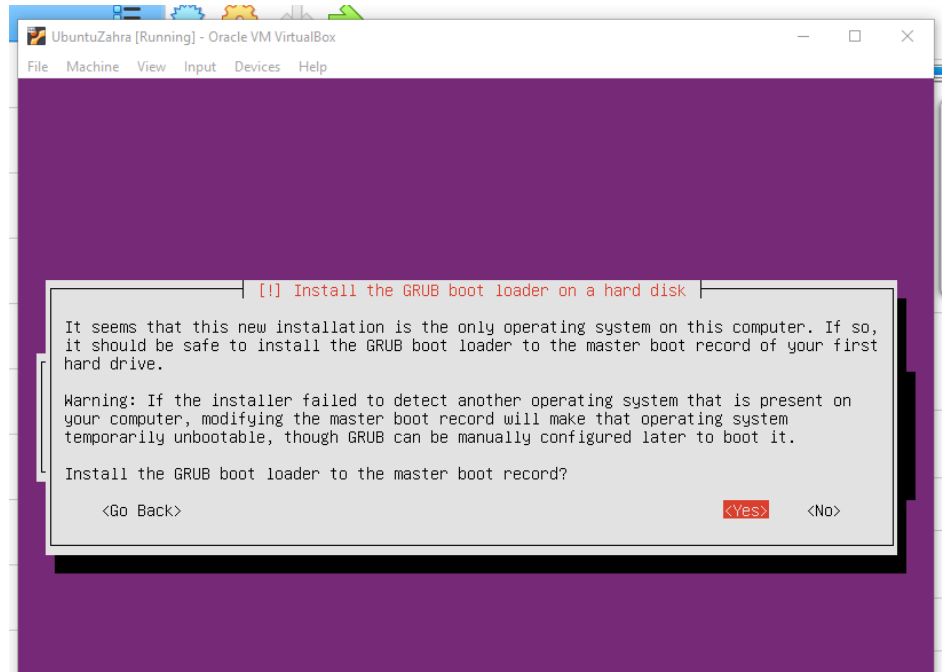 UbuntuZahra [Running] - Oracle VM VirtualBox
File Machine View Input Devices Help
[!] Install the GRUB boot loader on a hard disk
It seems that this new installation is the only operating system on this computer. If so,
it should be safe to install the GRUB boot loader to the master boot record of your first
hard drive.
Warning: If the installer failed to detect another operating system that is present on
your computer, modifying the master boot record will make that operating system
temporarily unbootable, though GRUB can be manually configured later to boot it.
Install the GRUB boot loader to the master boot record?
<Go Back> <Yes> <No>